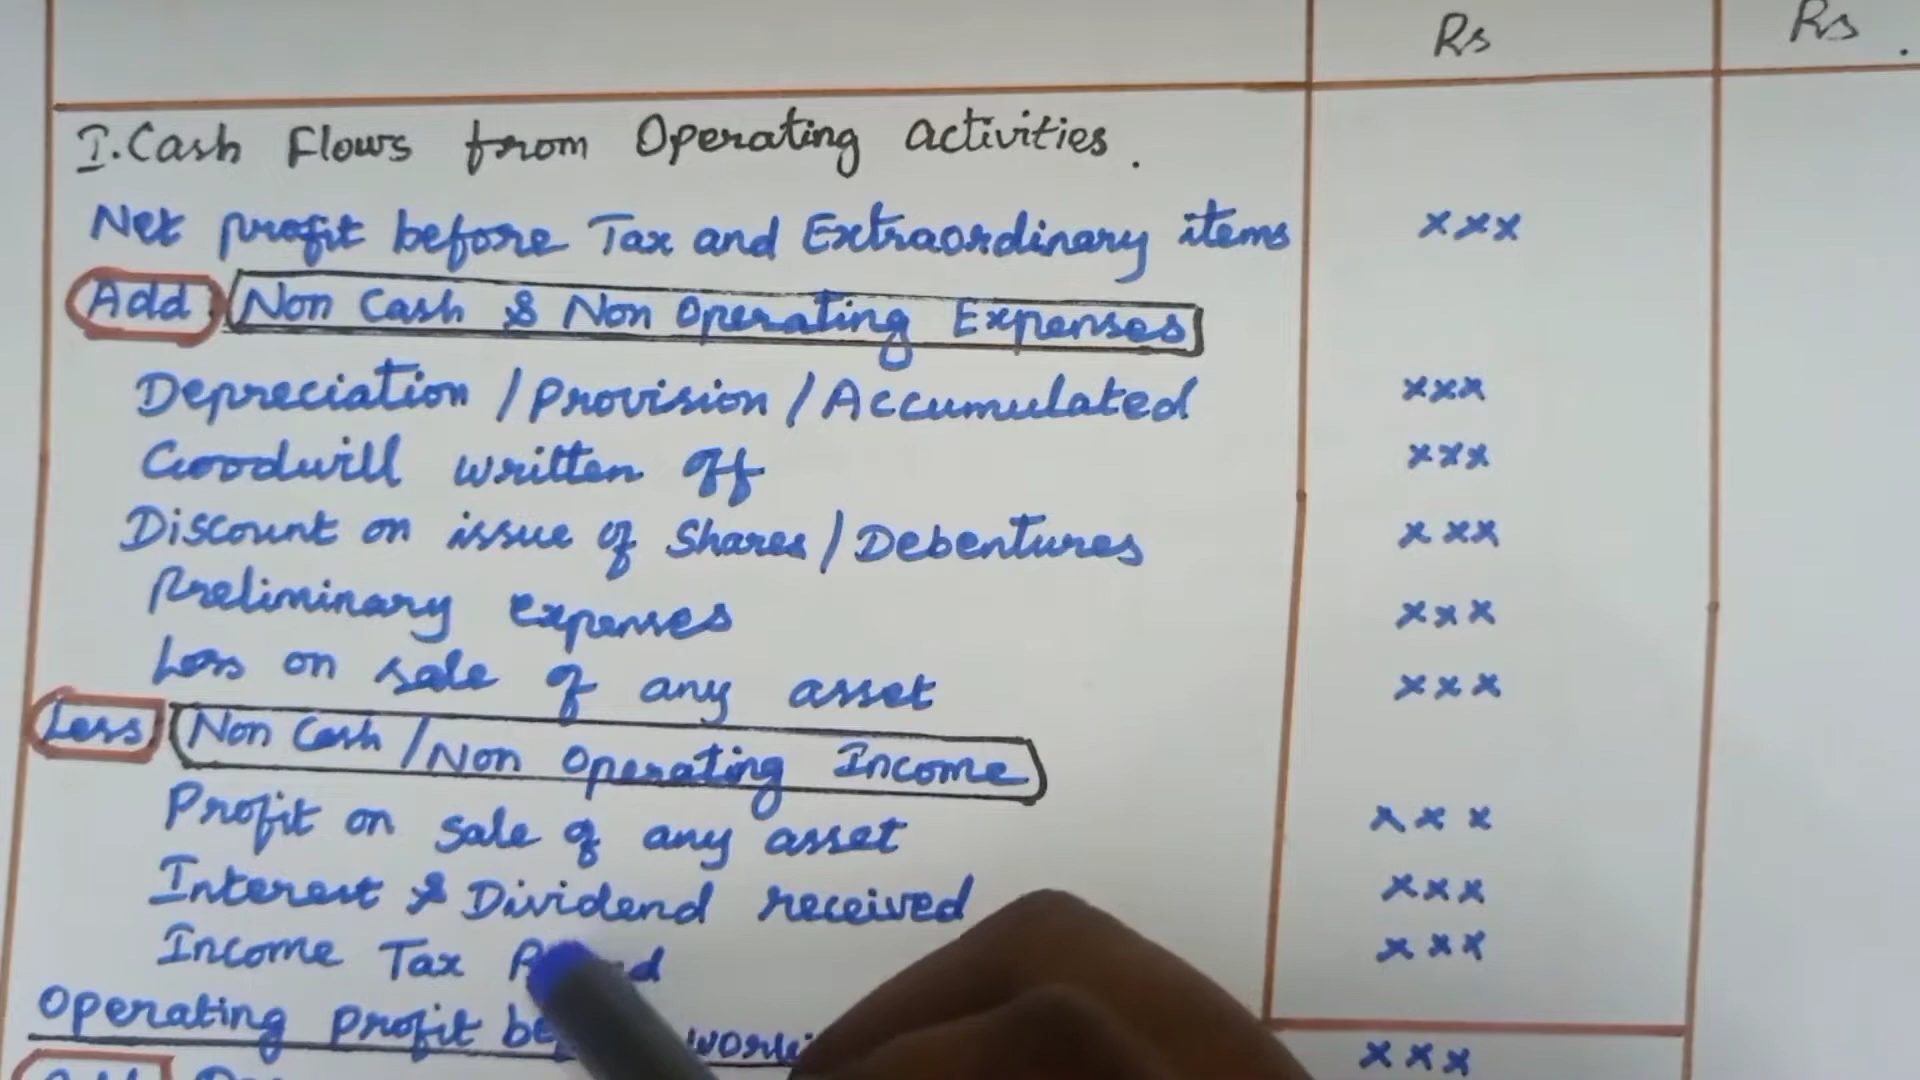 Rs Rs.
I. Cash Flows from Operating activities.
Net profit before Tax and Extraordinary items xxx
Add: Non Cash & Non Operating Expenses
Depreciation / Provision / Accumulated xxx
Goodwill written off xxx
Discount on issue of Shares / Debentures xxx
Preliminary expenses xxx
Loss on sale of any asset xxx
Less: Non Cash / Non Operating Income
Profit on sale of any asset xxx
Interest & Dividend received xxx
Income Tax xxx
Operating profit xxx